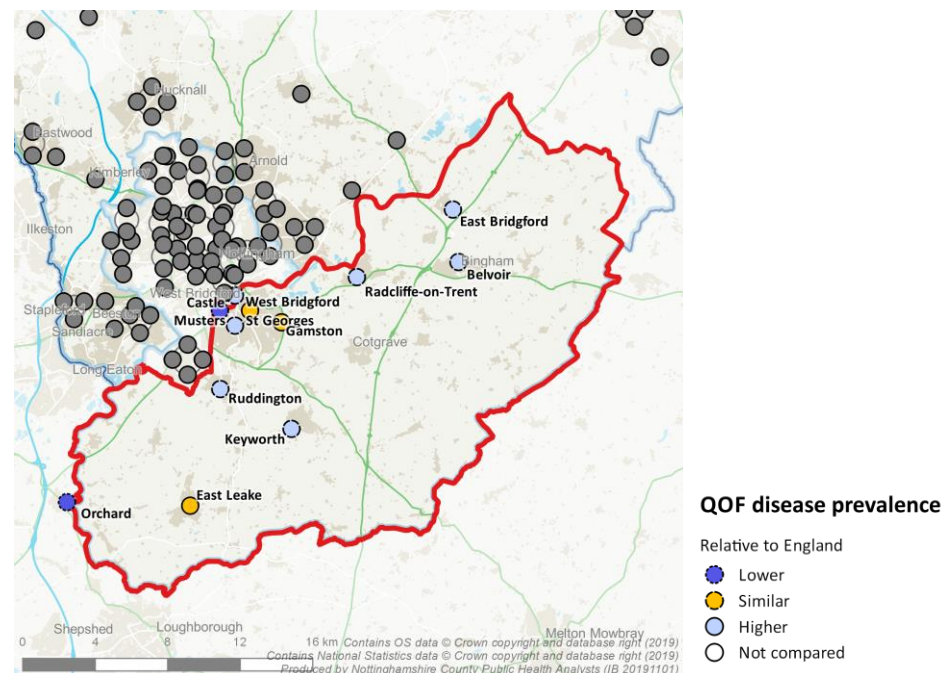 Hucknall
Eastwood
Arnold
Kimberley
East Bridgford
Ilkeston
Nottingham
Bingham
Belvoir
Radcliffe-on-Trent
West Bridgford
Castle
West Bridgford
Stapleford
Beeston
Musters
St Georges
Gamston
Sandiacre
Cotgrave
Long Eaton
Ruddington
Keyworth
East Leake
Orchard
QOF disease prevalence
Relative to England
Lower
Similar
Higher
Not compared
Shepshed
Loughborough
Melton Mowbray
0 4 8 12 16 km
Contains OS data © Crown copyright and database right (2019)
Contains National Statistics data © Crown copyright and database right (2019)
Produced by Nottinghamshire County Public Health Analysts (IB 20191101)